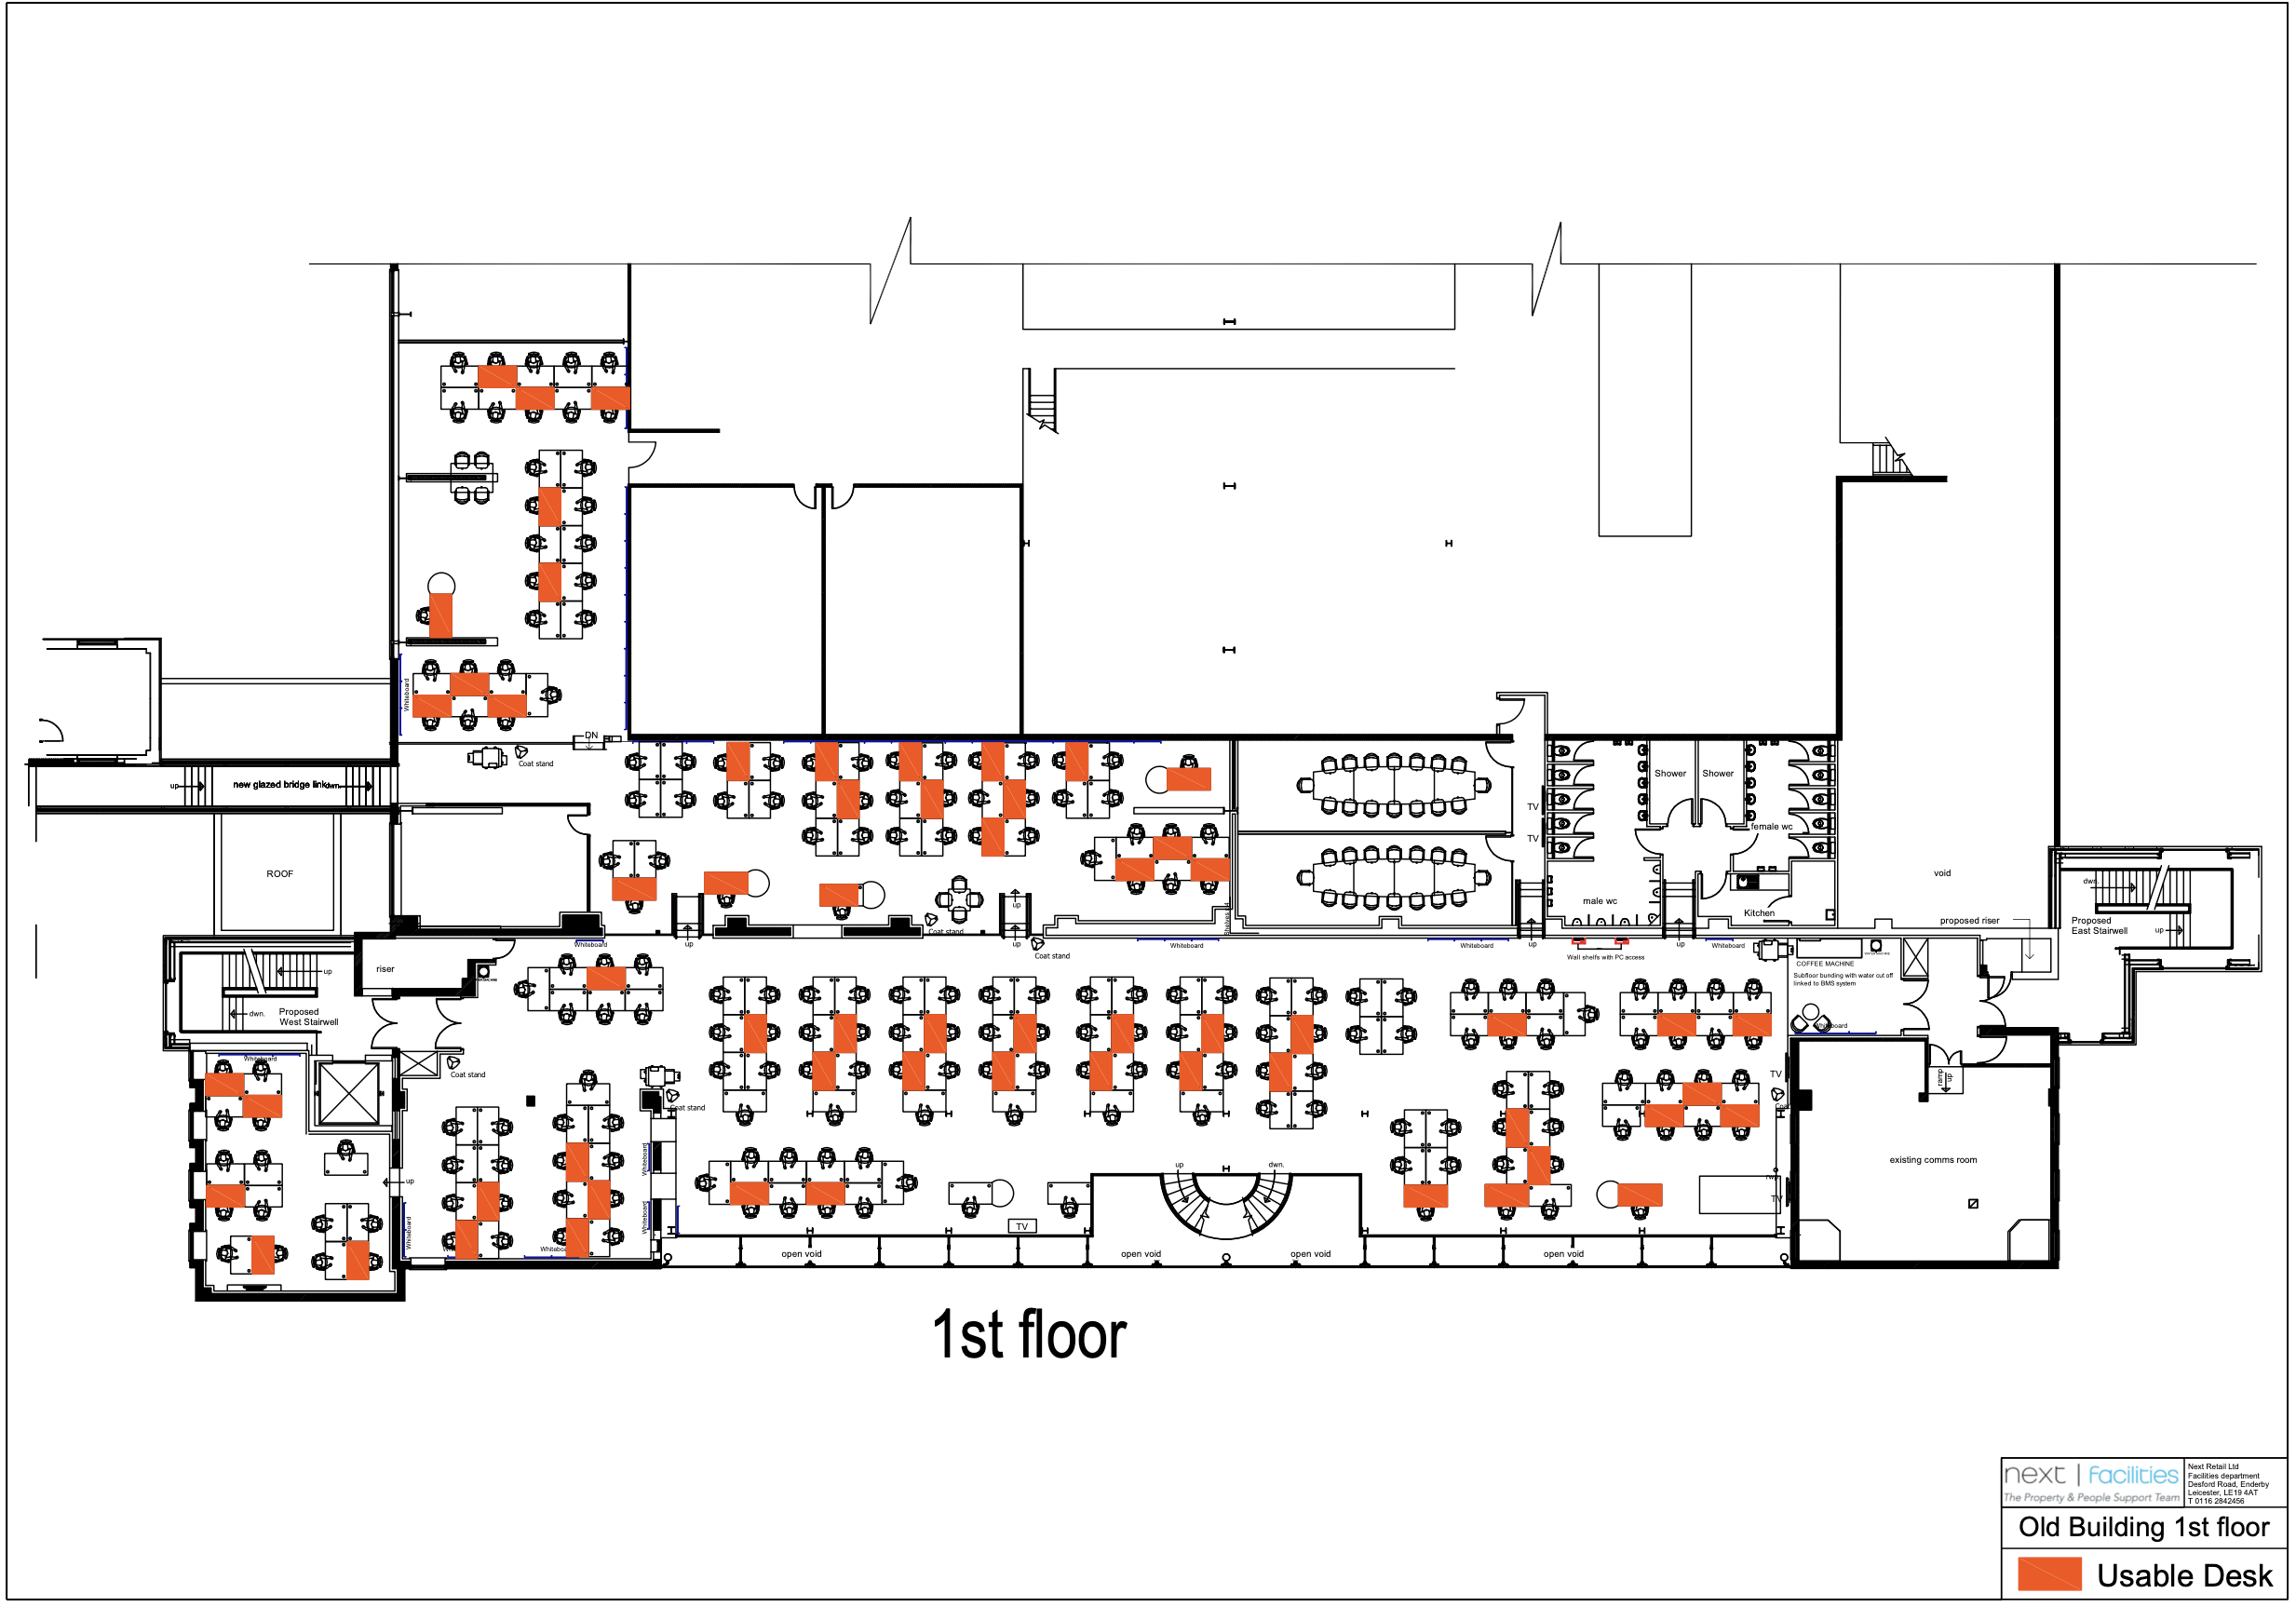 DN
Whiteboard
Coat stand
up
new glazed bridge link
dwn.
Shower
Shower
TV
TV
female wc
ROOF
void
dwn.
male wc
Kitchen
up
proposed riser
Proposed
East Stairwell
up
Coat stand
up
up
up
up
Whiteboard
Whiteboard
Whiteboard
Whiteboard
Coat stand
Wall shelfs with PC access
COFFEE MACHINE
Subfloor bunding with water cut off
linked to BMS system
riser
up
dwn.
Proposed
West Stairwell
Whiteboard
Whiteboard
Coat stand
TV
ramp
up
Coat stand
Whiteboard
up
Whiteboard
existing comms room
up
dwn.
TV
Whiteboard
Whiteboard
TV
open void
open void
open void
open void
1st floor
next | facilities
The Property & People Support Team
Next Retail Ltd
Facilities department
Desford Road, Enderby
Leicester, LE19 4AT
T 0116 2842456
Old Building 1st floor
Usable Desk